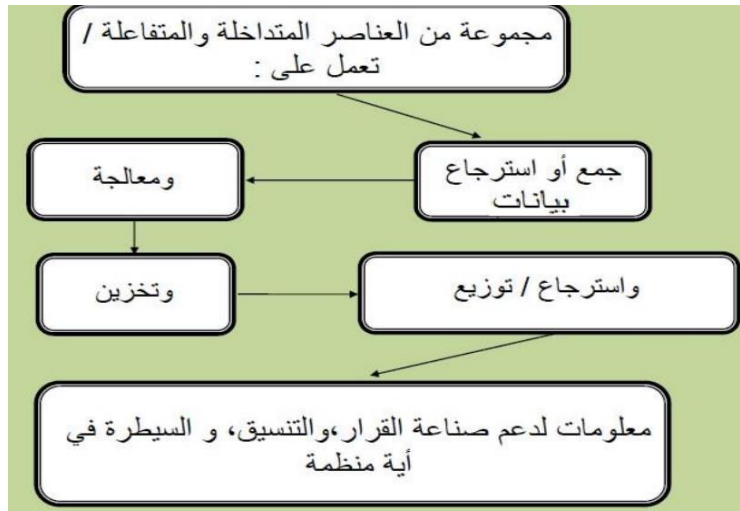 مجموعة من العناصر المتداخلة والمتفاعلة /
تعمل على :
جمع أو استرجاع
بيانات
ومعالجة
وتخزين
واسترجاع / توزيع
معلومات لدعم صناعة القرار ،والتنسيق، و السيطرة في
أية منظمة